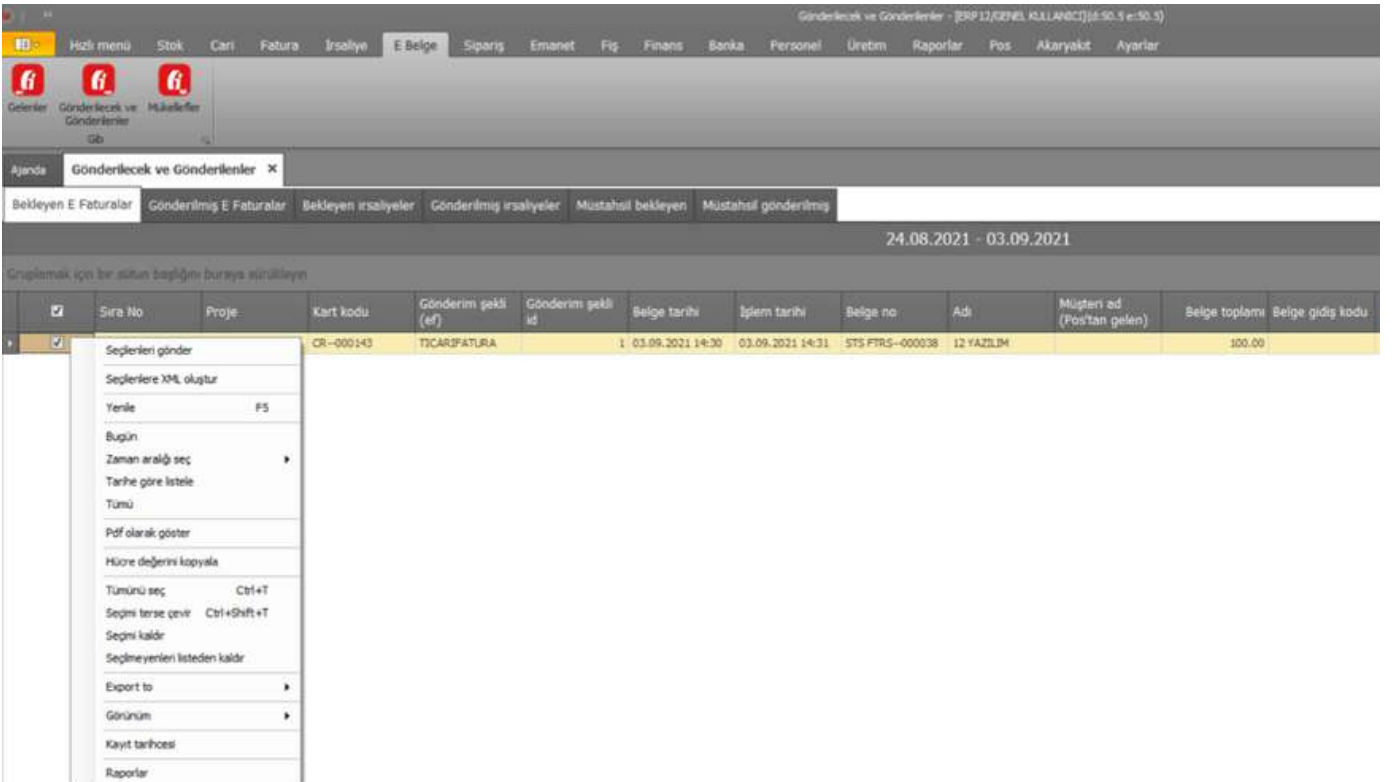 Gönderilecek ve Gönderilenler - [ERP12/GENEL KULLANICI](d:50.5 e:50.5)
Hızlı menü Stok Cari Fatura İrsaliye E Belge Sipariş Emanet Fiş Finans Banka Personel Üretim Raporlar Pos Akaryakıt Ayarlar
Gelenler Gönderilecek ve Gönderilenler Mükellefler
Gib
Ajanda Gönderilecek ve Gönderilenler ×
Bekleyen E Faturalar Gönderilmiş E Faturalar Bekleyen irsaliyeler Gönderilmiş irsaliyeler Müstahsil bekleyen Müstahsil gönderilmiş
24.08.2021 - 03.09.2021
Gruplamak için bir sütun başlığını buraya sürükleyin
Sıra No Proje Kart kodu Gönderim şekli (ef) Gönderim şekli id Belge tarihi İşlem tarihi Belge no Adı Müşteri ad (Pos'tan gelen) Belge toplamı Belge gidiş kodu
CR--000143 TICARIFATURA 1 03.09.2021 14:30 03.09.2021 14:31 STS FTRS--000038 12 YAZILIM 100.00
Seçilenleri gönder
Seçilenlere XML oluştur
Yenile F5
Bugün
Zaman aralığı seç
Tarihe göre listele
Tümü
Pdf olarak göster
Hücre değerini kopyala
Tümünü seç Ctrl+T
Seçimi terse çevir Ctrl+Shift+T
Seçimi kaldır
Seçilmeyenleri listeden kaldır
Export to
Görünüm
Kayıt tarihcesi
Raporlar